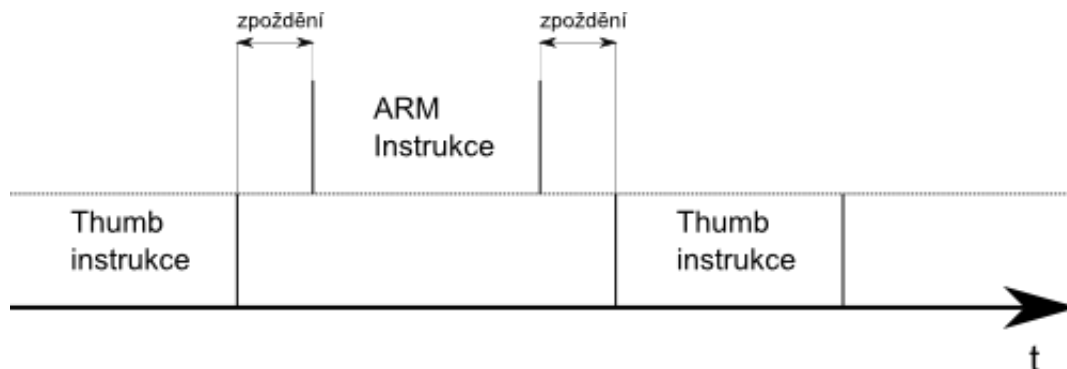 zpoždění
zpoždění
ARM
Instrukce
Thumb
instrukce
Thumb
instrukce
t